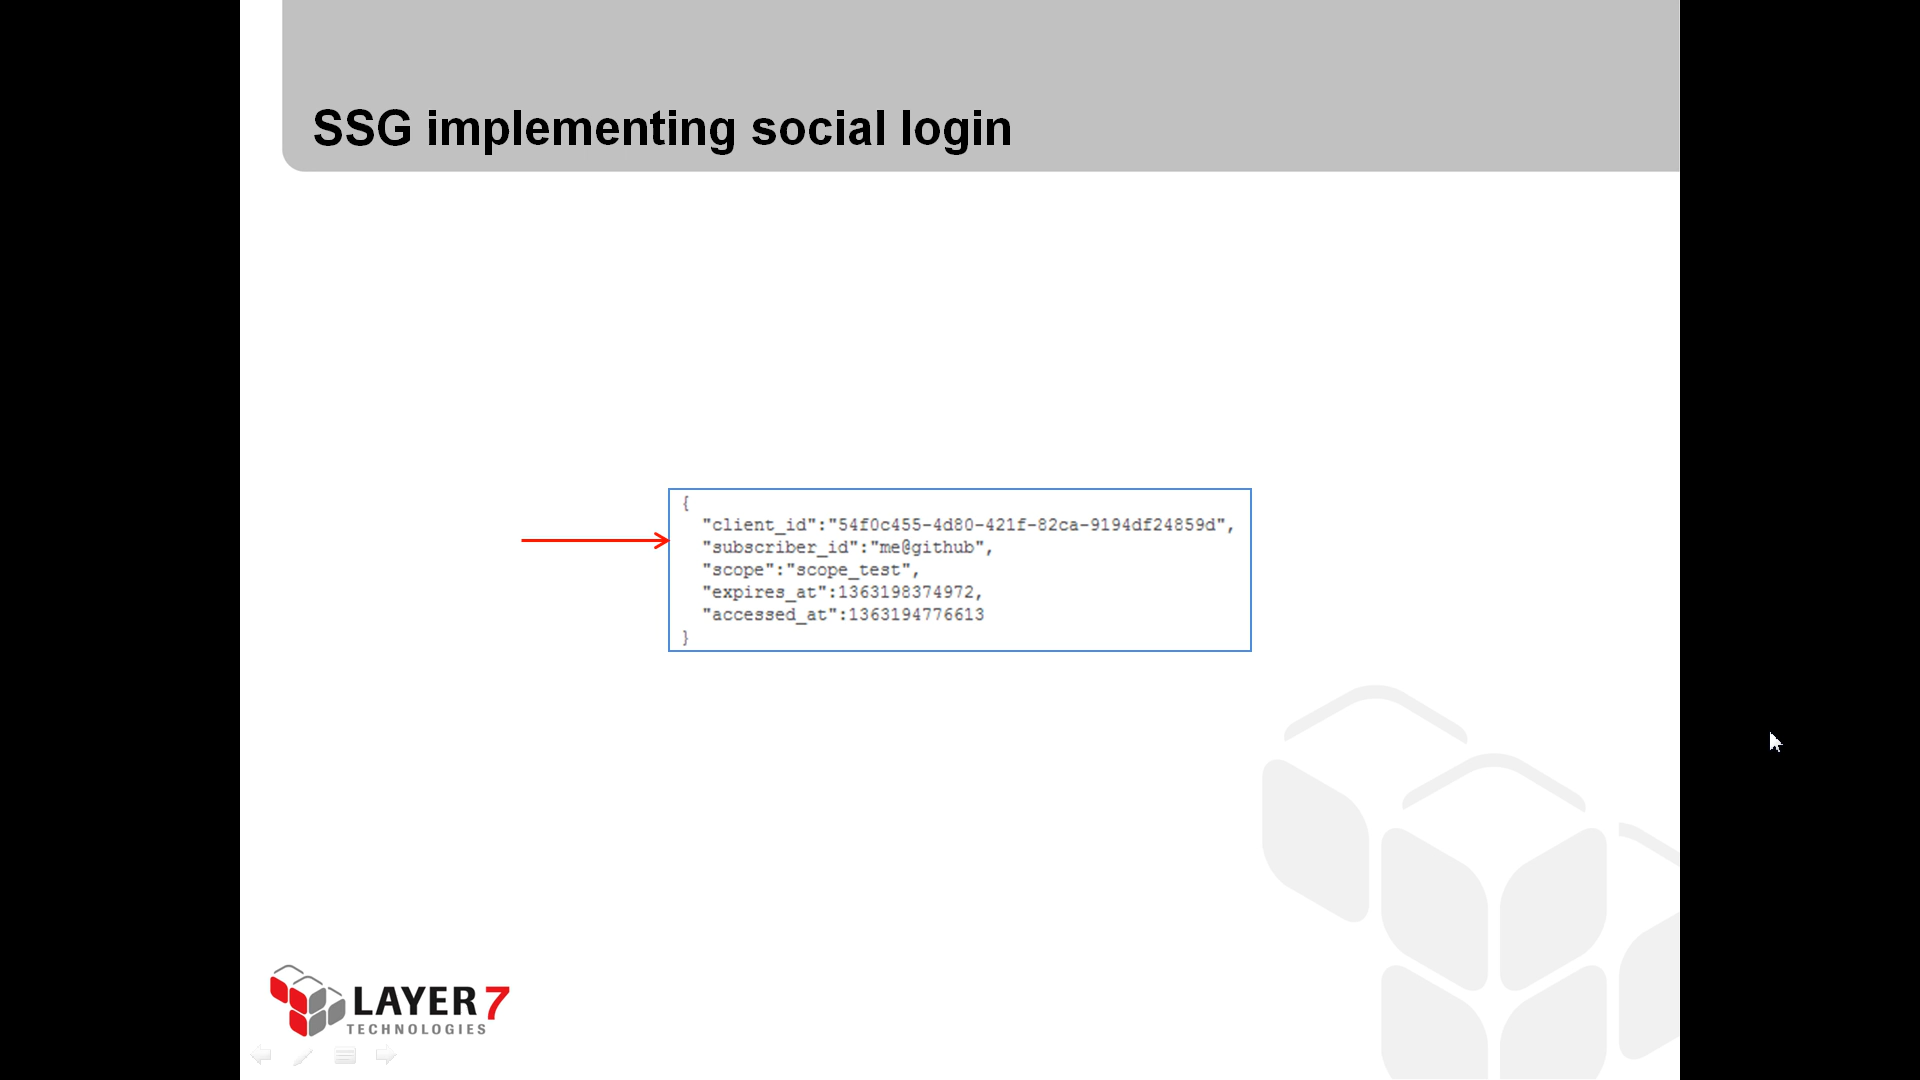 SSG implementing social login
{
"client_id":"54f0c455-4d80-421f-82ca-9194df24859d",
"subscriber_id":"me@github",
"scope":"scope_test",
"expires_at":1363198374972,
"accessed_at":1363194776613
}
LAYER 7
TECHNOLOGIES